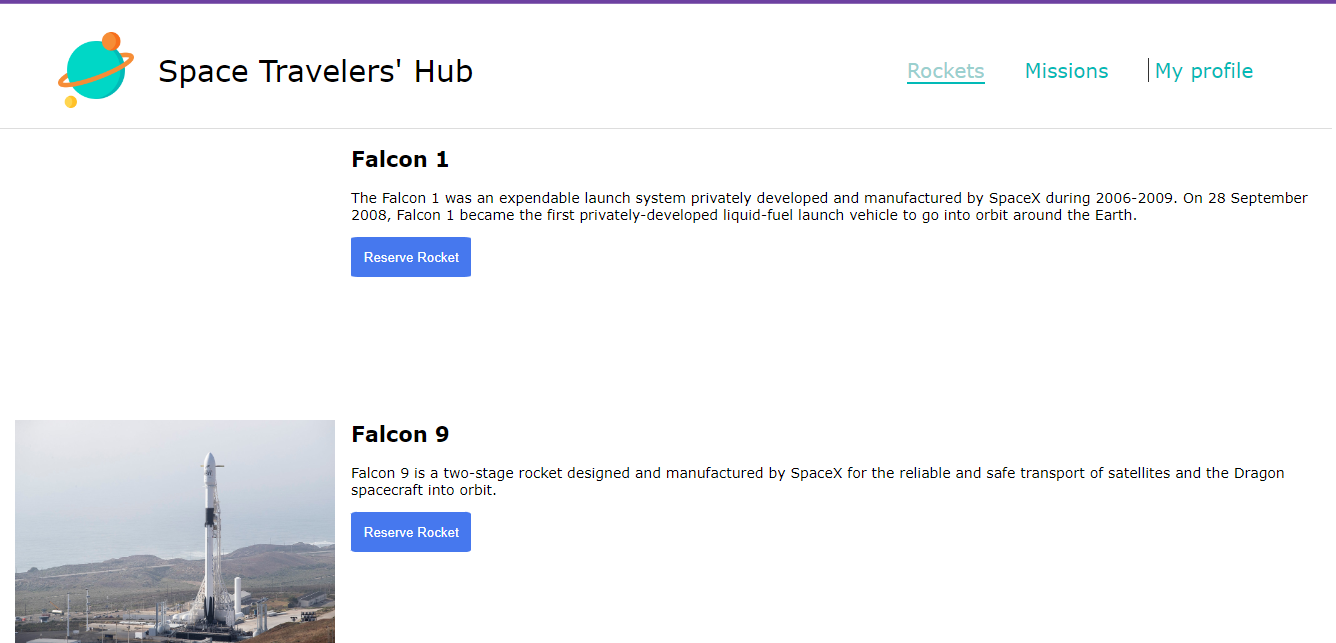 Space Travelers' Hub
Rockets
Missions
My profile
Falcon 1
The Falcon 1 was an expendable launch system privately developed and manufactured by SpaceX during 2006-2009. On 28 September
2008, Falcon 1 became the first privately-developed liquid-fuel launch vehicle to go into orbit around the Earth.
Reserve Rocket
Falcon 9
Falcon 9 is a two-stage rocket designed and manufactured by SpaceX for the reliable and safe transport of satellites and the Dragon
spacecraft into orbit.
Reserve Rocket